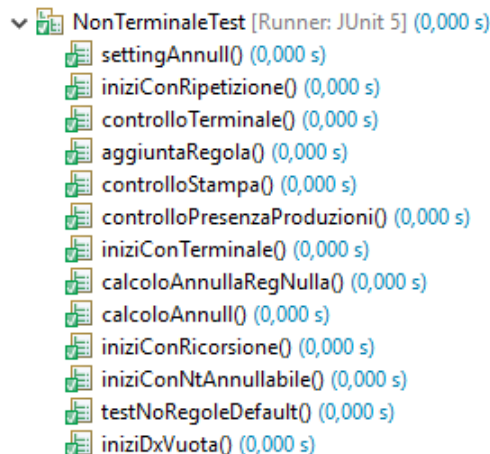 NonTerminaleTest [Runner: JUnit 5] (0,000 s)
settingAnnull() (0,000 s)
iniziConRipetizione() (0,000 s)
controlloTerminale() (0,000 s)
aggiuntaRegola() (0,000 s)
controlloStampa() (0,000 s)
controlloPresenzaProduzioni() (0,000 s)
iniziConTerminale() (0,000 s)
calcoloAnnullaRegNulla() (0,000 s)
calcoloAnnull() (0,000 s)
iniziConRicorsione() (0,000 s)
iniziConNtAnnullabile() (0,000 s)
testNoRegoleDefault() (0,000 s)
iniziDxVuota() (0,000 s)